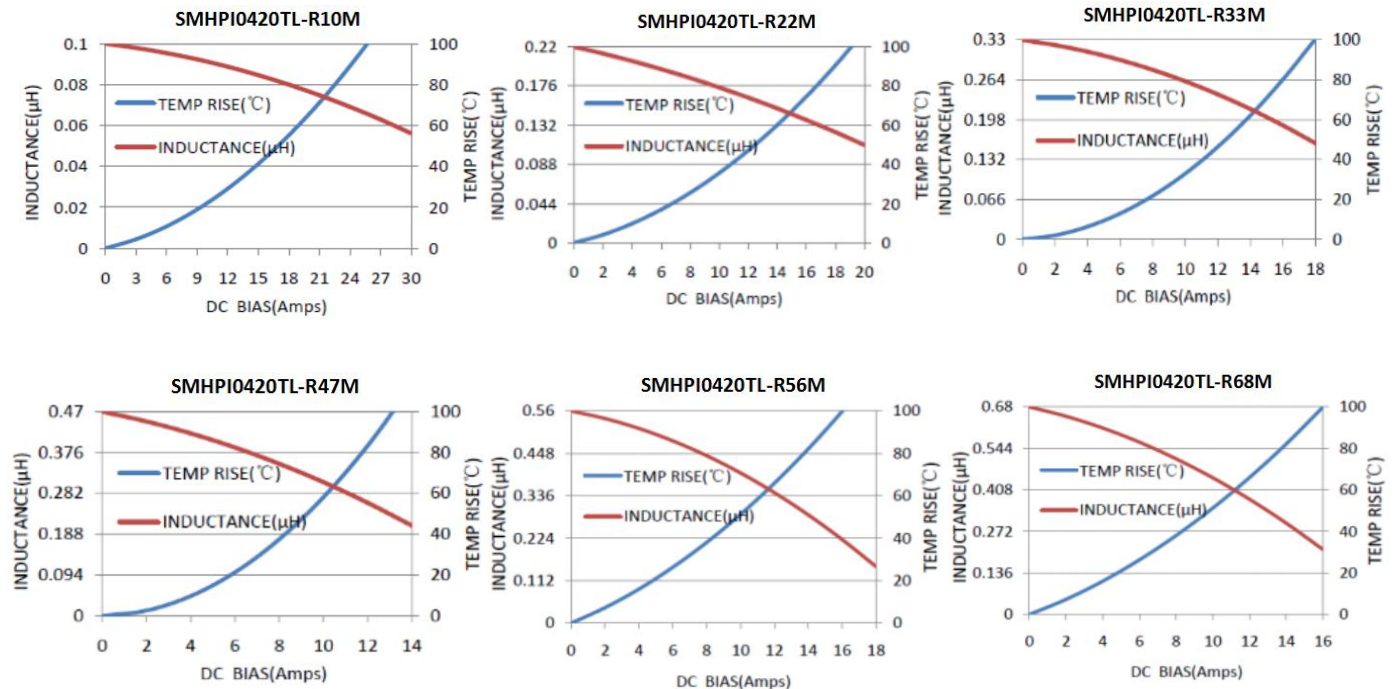 SMHPI0420TL-R10M
0.1
0.08
0.06
0.04
0.02
0
100
80
60
40
20
0
INDUCTANCE(μH)
TEMP RISE(℃)
TEMP RISE(℃)
INDUCTANCE(μH)
0 3 6 9 12 15 18 21 24 27 30
DC BIAS(Amps)
SMHPI0420TL-R22M
0.22
0.176
0.132
0.088
0.044
0
100
80
60
40
20
0
INDUCTANCE(μH)
TEMP RISE(℃)
TEMP RISE(℃)
INDUCTANCE(μH)
0 2 4 6 8 10 12 14 16 18 20
DC BIAS(Amps)
SMHPI0420TL-R33M
0.33
0.264
0.198
0.132
0.066
0
100
80
60
40
20
0
INDUCTANCE(μH)
TEMP RISE(℃)
TEMP RISE(℃)
INDUCTANCE(μH)
0 2 4 6 8 10 12 14 16 18
DC BIAS(Amps)
SMHPI0420TL-R47M
0.47
0.376
0.282
0.188
0.094
0
100
80
60
40
20
0
INDUCTANCE(μH)
TEMP RISE(℃)
TEMP RISE(℃)
INDUCTANCE(μH)
0 2 4 6 8 10 12 14
DC BIAS(Amps)
SMHPI0420TL-R56M
0.56
0.448
0.336
0.224
0.112
0
100
80
60
40
20
0
INDUCTANCE(μH)
TEMP RISE(℃)
TEMP RISE(℃)
INDUCTANCE(μH)
0 2 4 6 8 10 12 14 16 18
DC BIAS(Amps)
SMHPI0420TL-R68M
0.68
0.544
0.408
0.272
0.136
0
100
80
60
40
20
0
INDUCTANCE(μH)
TEMP RISE(℃)
TEMP RISE(℃)
INDUCTANCE(μH)
0 2 4 6 8 10 12 14 16
DC BIAS(Amps)